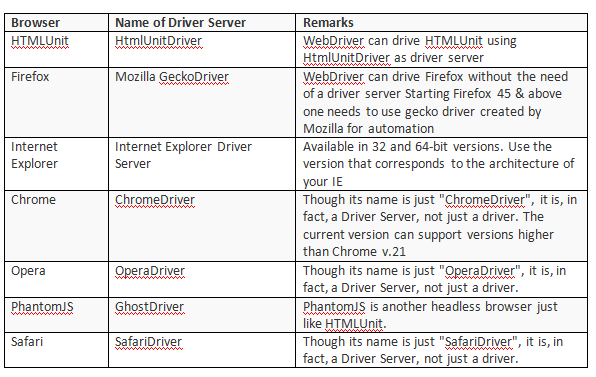 Browser Name of Driver Server Remarks
HTMLUnit HtmlUnitDriver WebDriver can drive HTMLUnit using
HtmlUnitDriver as driver server
Firefox Mozilla GeckoDriver WebDriver can drive Firefox without the need
of a driver server Starting Firefox 45 & above
one needs to use gecko driver created by
Mozilla for automation
Internet Internet Explorer Driver Available in 32 and 64-bit versions. Use the
Explorer Server version that corresponds to the architecture of
your IE
Chrome ChromeDriver Though its name is just "ChromeDriver", it is, in
fact, a Driver Server, not just a driver. The
current version can support versions higher
than Chrome v.21
Opera OperaDriver Though its name is just "OperaDriver", it is, in
fact, a Driver Server, not just a driver.
PhantomJS GhostDriver PhantomJS is another headless browser just
like HTMLUnit.
Safari SafariDriver Though its name is just "SafariDriver", it is, in
fact, a Driver Server, not just a driver.